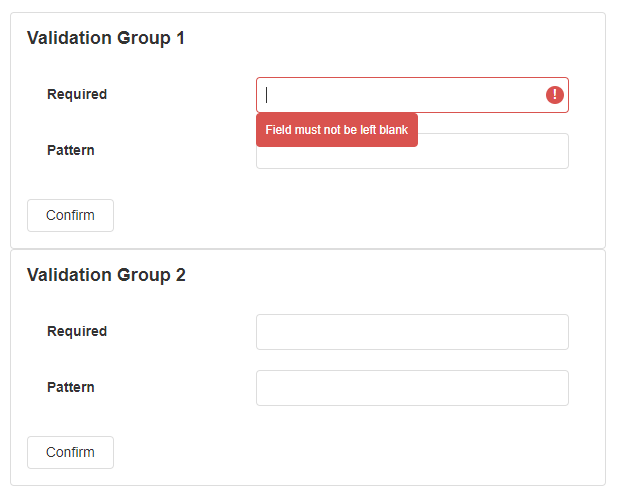 Validation Group 1
Required
!
Field must not be left blank
Pattern
Confirm
Validation Group 2
Required
Pattern
Confirm